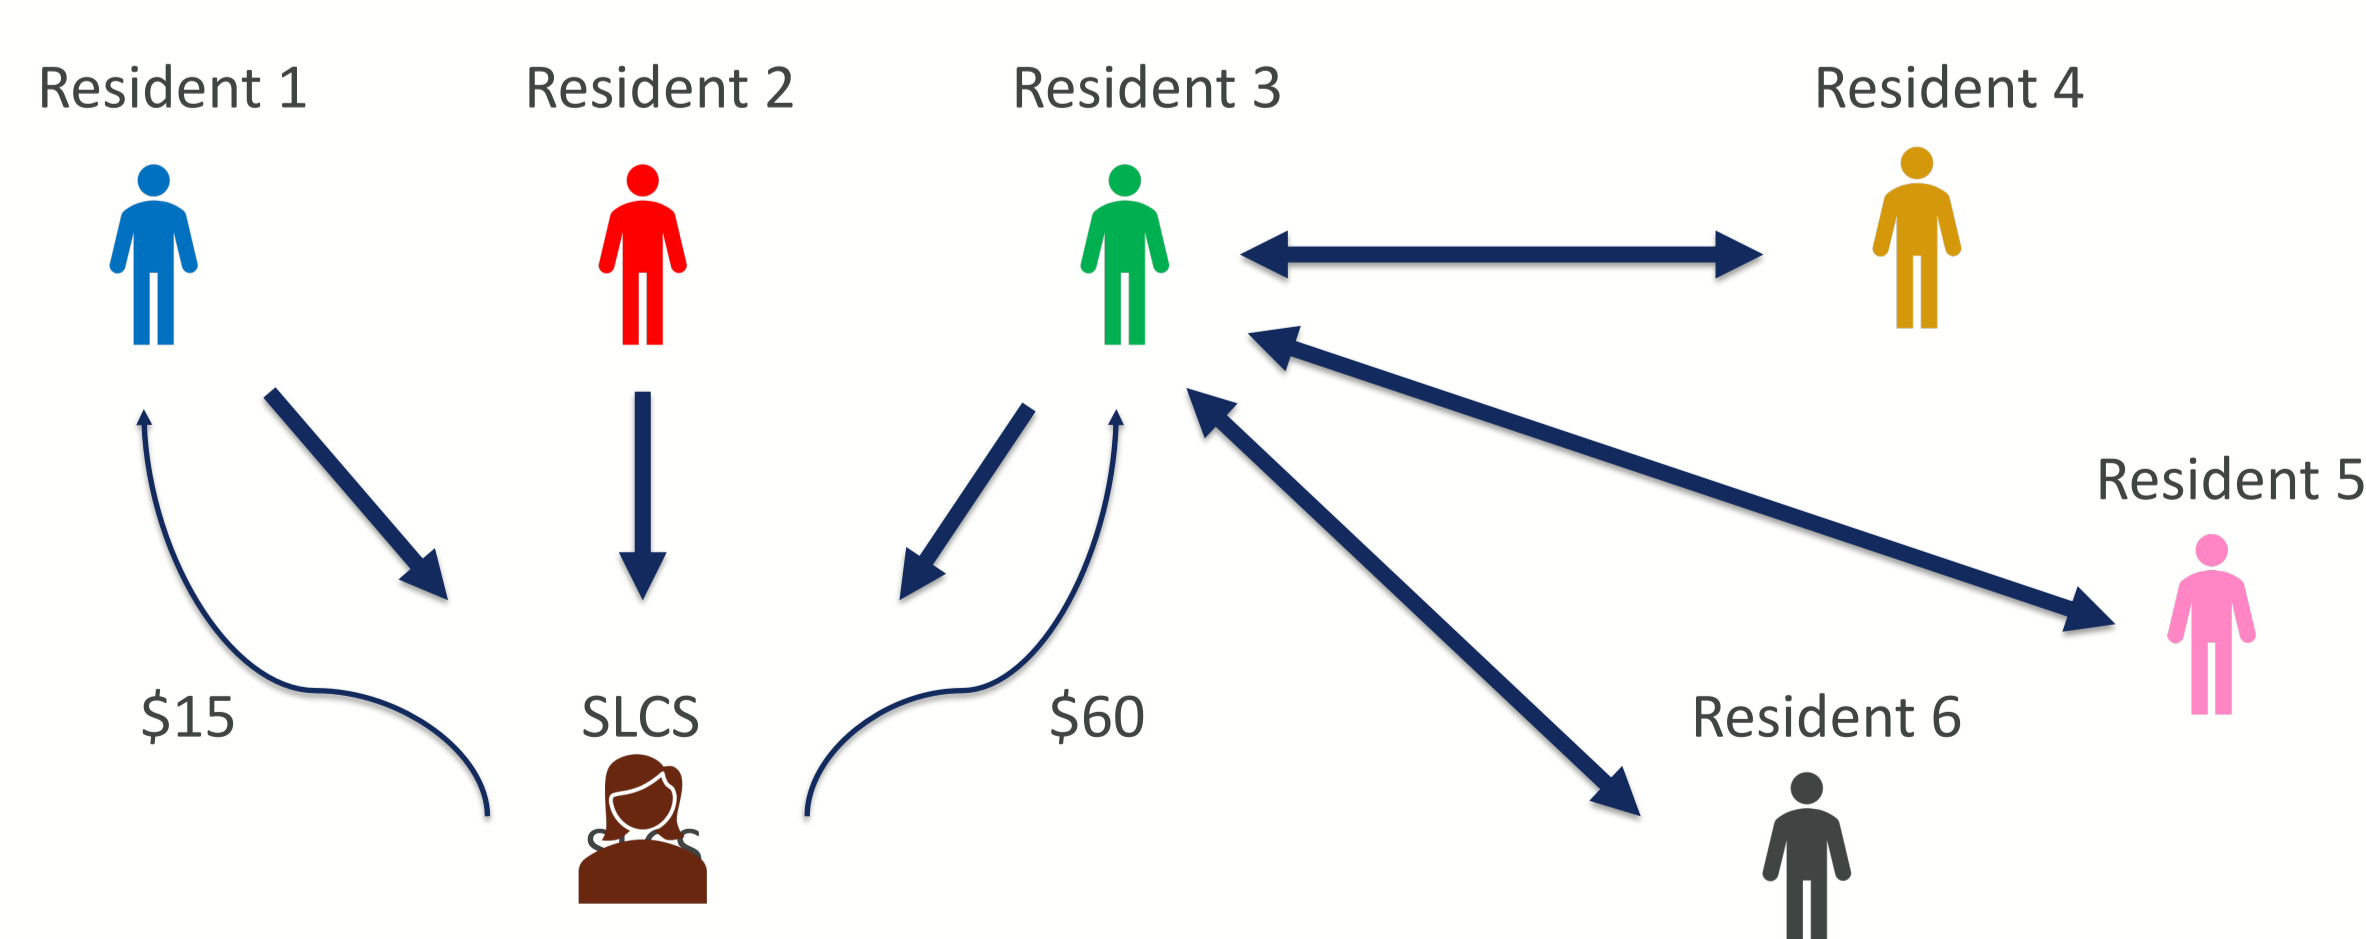 Resident 1
Resident 2
Resident 3
Resident 4
Resident 5
$15
SLCS
$60
Resident 6